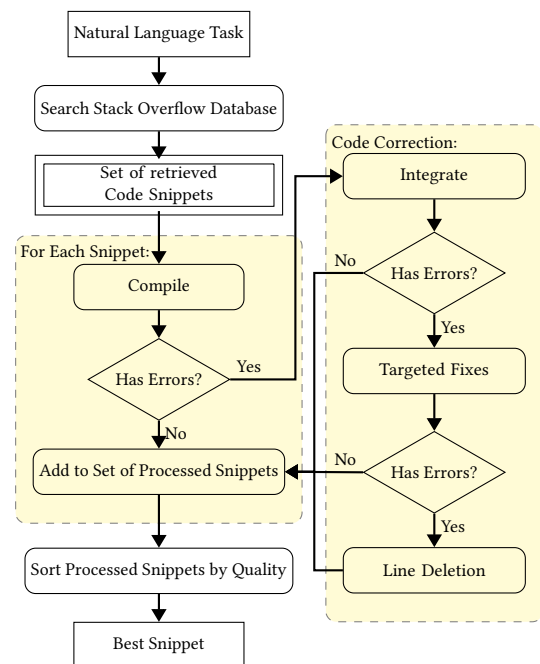 Natural Language Task
Search Stack Overflow Database
Set of retrieved
Code Snippets
For Each Snippet:
Compile
Has Errors?
Yes
No
Add to Set of Processed Snippets
Sort Processed Snippets by Quality
Best Snippet
Code Correction:
Integrate
Has Errors?
No
Yes
Targeted Fixes
Has Errors?
No
Yes
Line Deletion